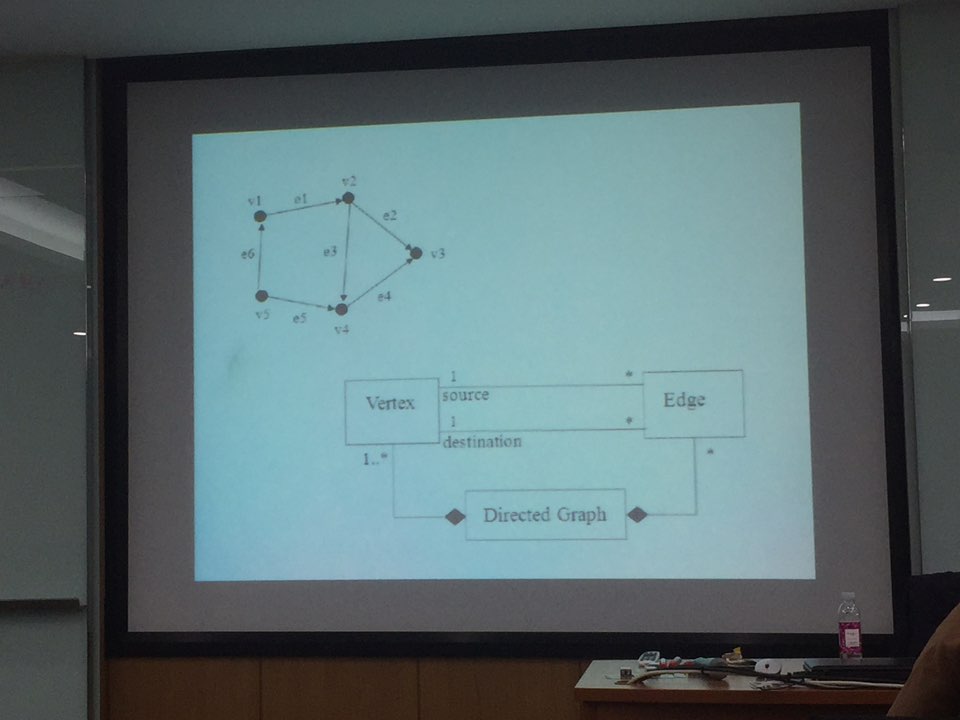 v2
v1
e1
e2
e6
e3
v3
e4
v5
e5
v4
1
*
source
Vertex
Edge
1
*
destination
1..*
*
Directed Graph